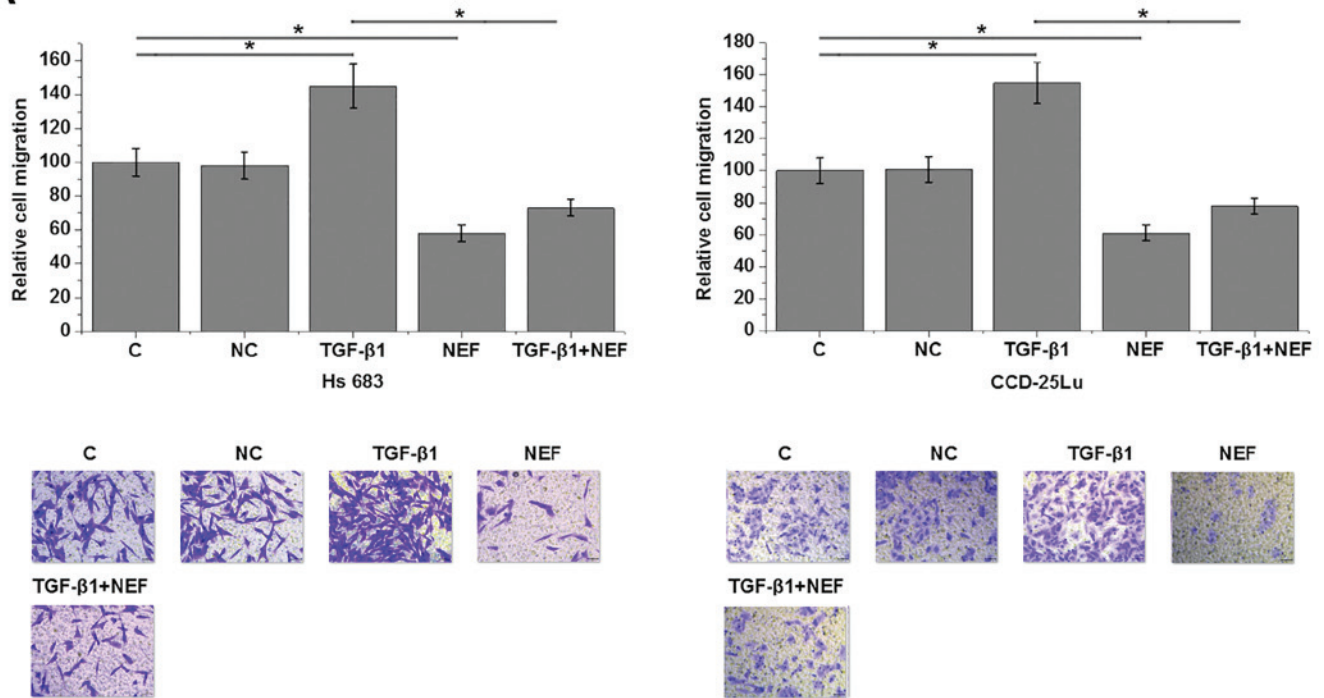 * *
* *
* *
160 180
140 160
120 140
100 120
80 100
60 80
40 60
20 40
0 20
0
Relative cell migration Relative cell migration
C NC TGF-β1 NEF TGF-β1+NEF C NC TGF-β1 NEF TGF-β1+NEF
Hs 683 CCD-25Lu
C NC TGF-β1 NEF C NC TGF-β1 NEF
TGF-β1+NEF TGF-β1+NEF